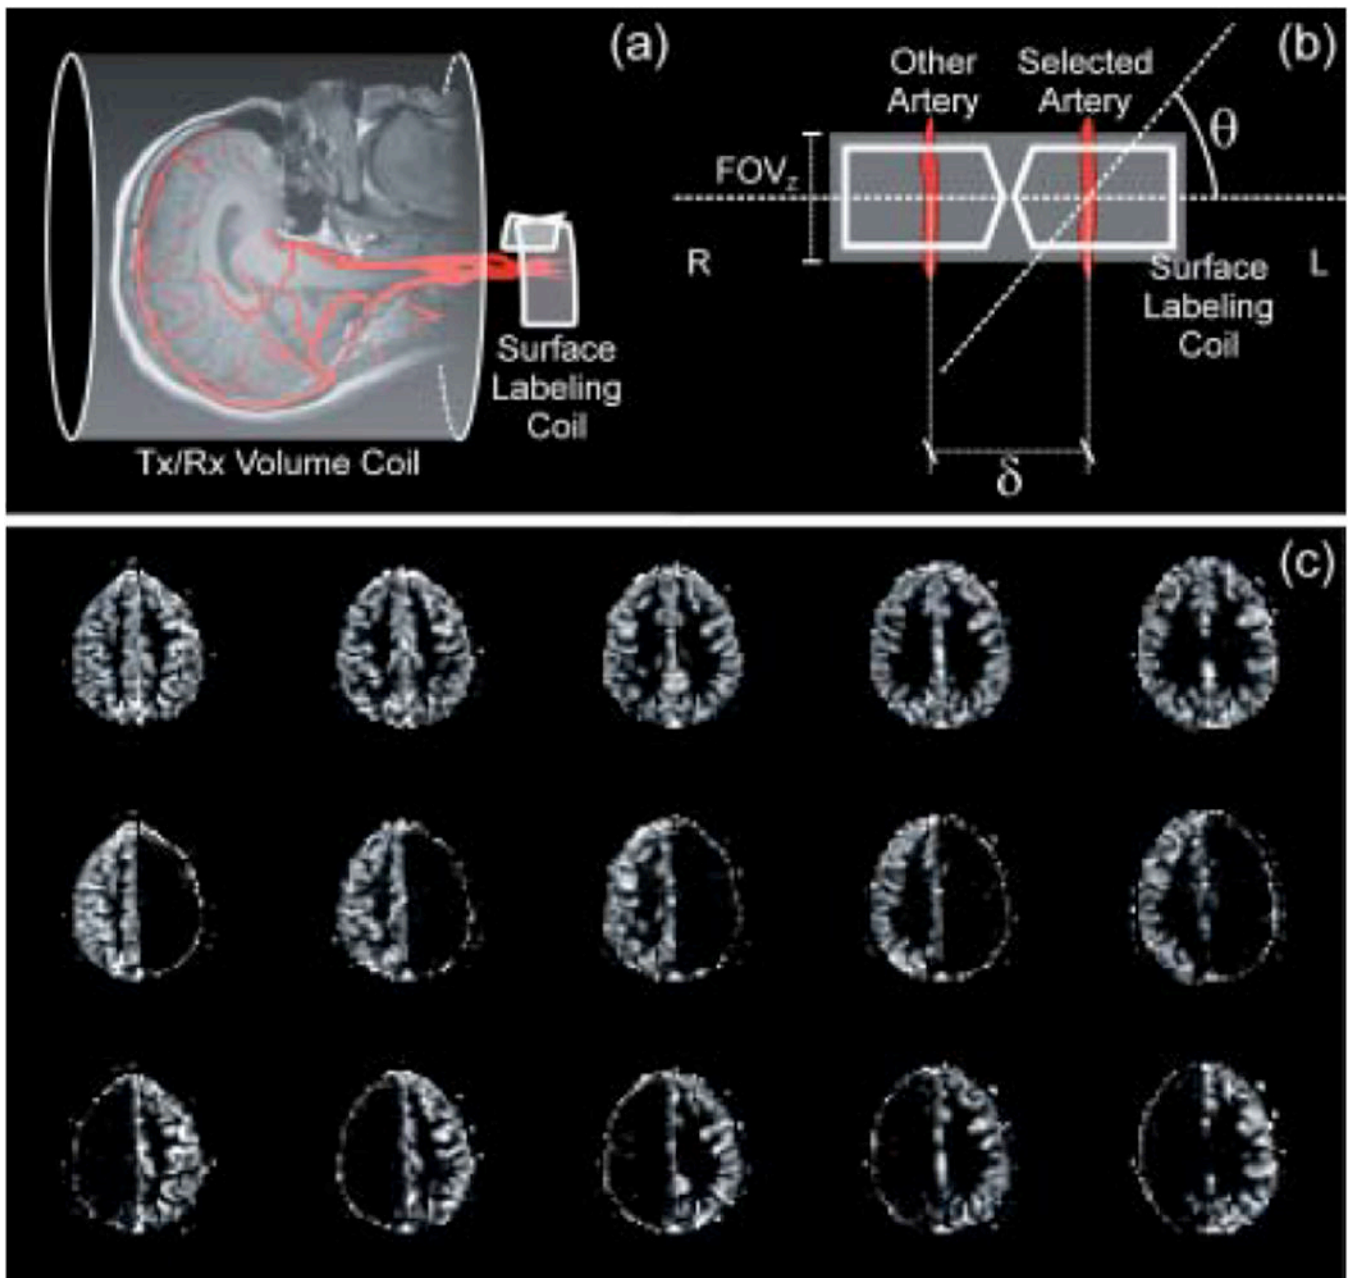 (a)
Surface
Labeling
Coil
Tx/Rx Volume Coil
(b)
Other
Artery
Selected
Artery
θ
FOVz
R
L
Surface
Labeling
Coil
δ
(c)